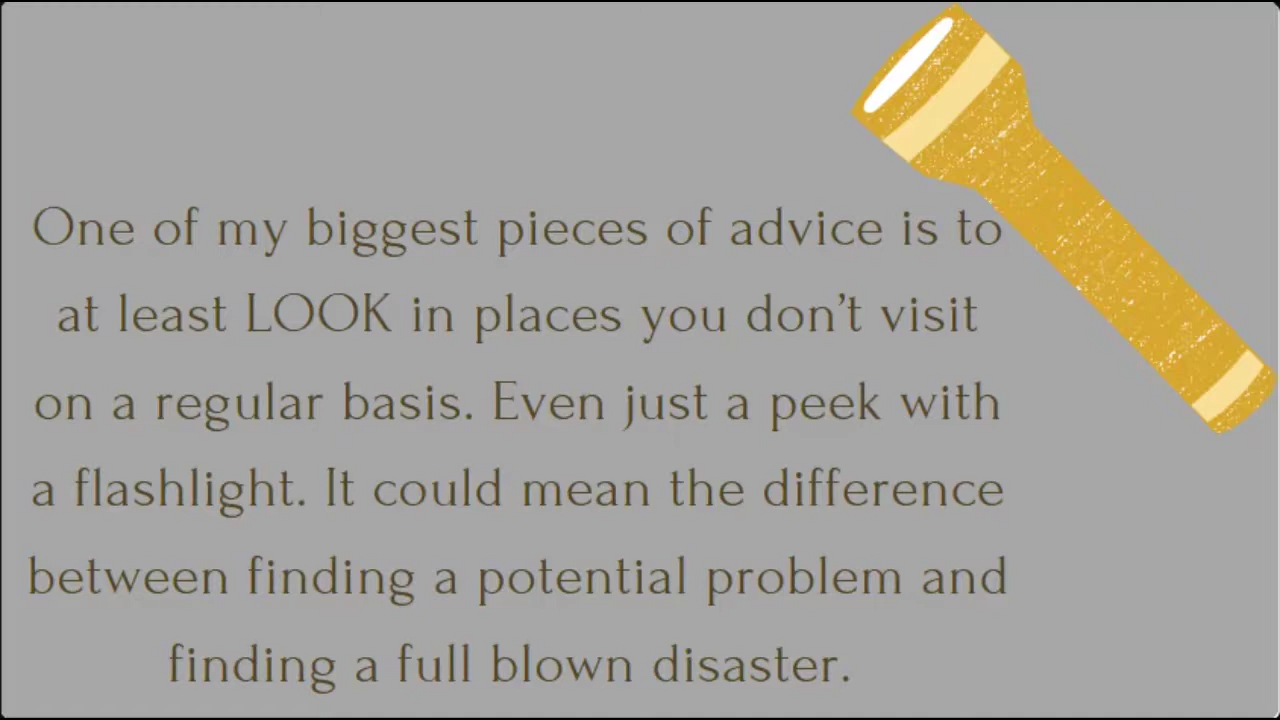 One of my biggest pieces of advice is to
at least LOOK in places you don’t visit
on a regular basis. Even just a peek with
a flashlight. It could mean the difference
between finding a potential problem and
finding a full blown disaster.